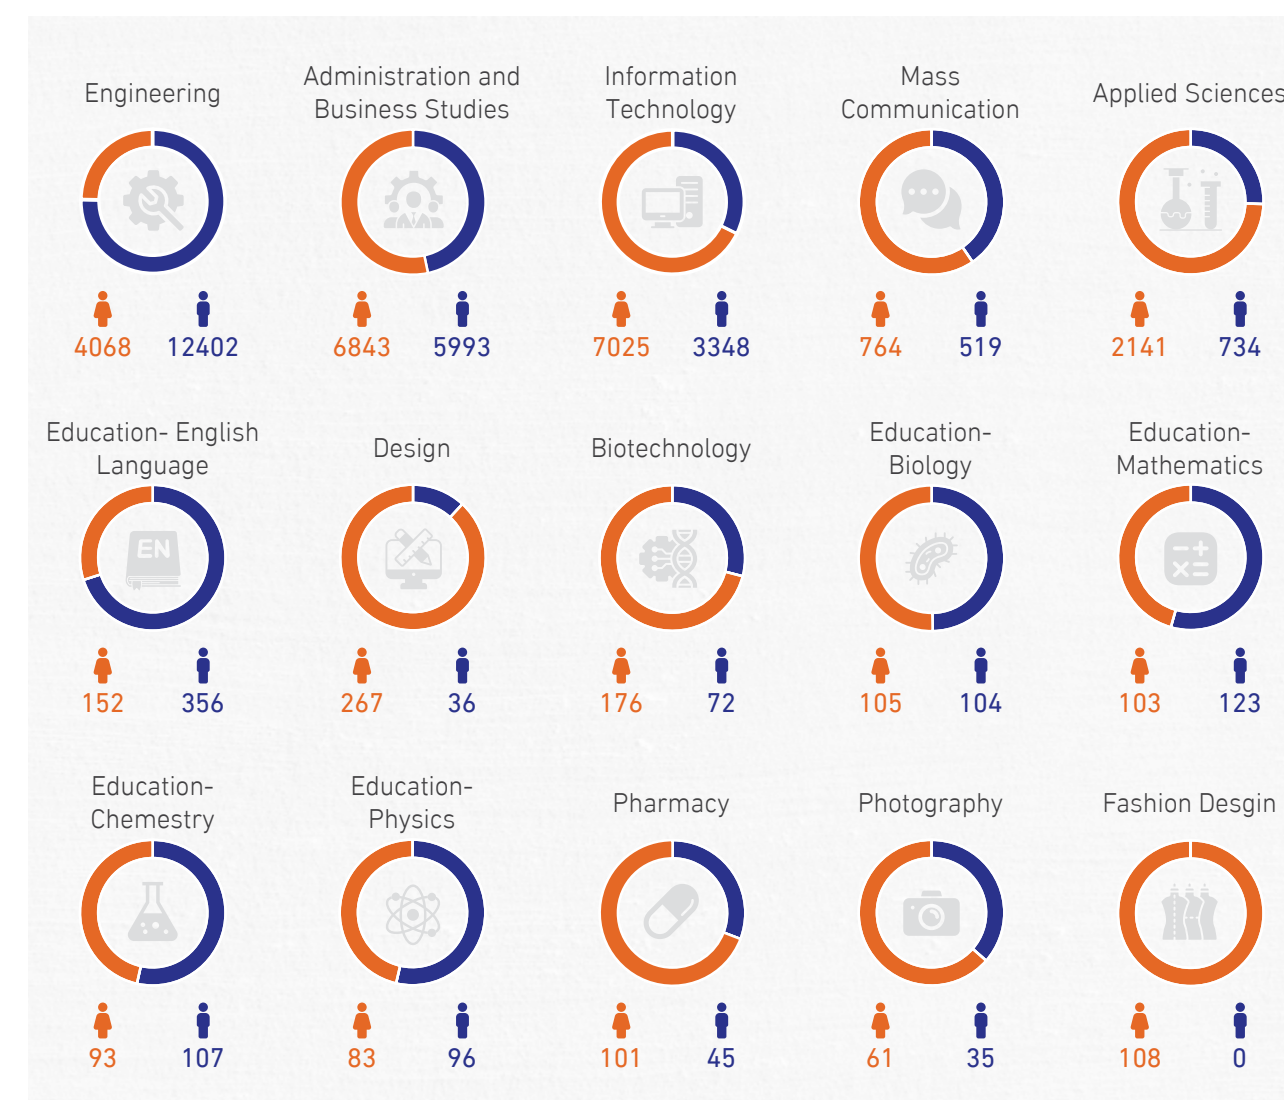 Engineering
Administration and
Business Studies
Information
Technology
Mass
Communication
Applied Sciences
4068 12402
6843 5993
7025 3348
764 519
2141 734
Education- English
Language
Design
Biotechnology
Education-
Biology
Education-
Mathematics
EN
152 356
267 36
176 72
105 104
103 123
Education-
Chemestry
Education-
Physics
Pharmacy
Photography
Fashion Desgin
93 107
83 96
101 45
61 35
108 0